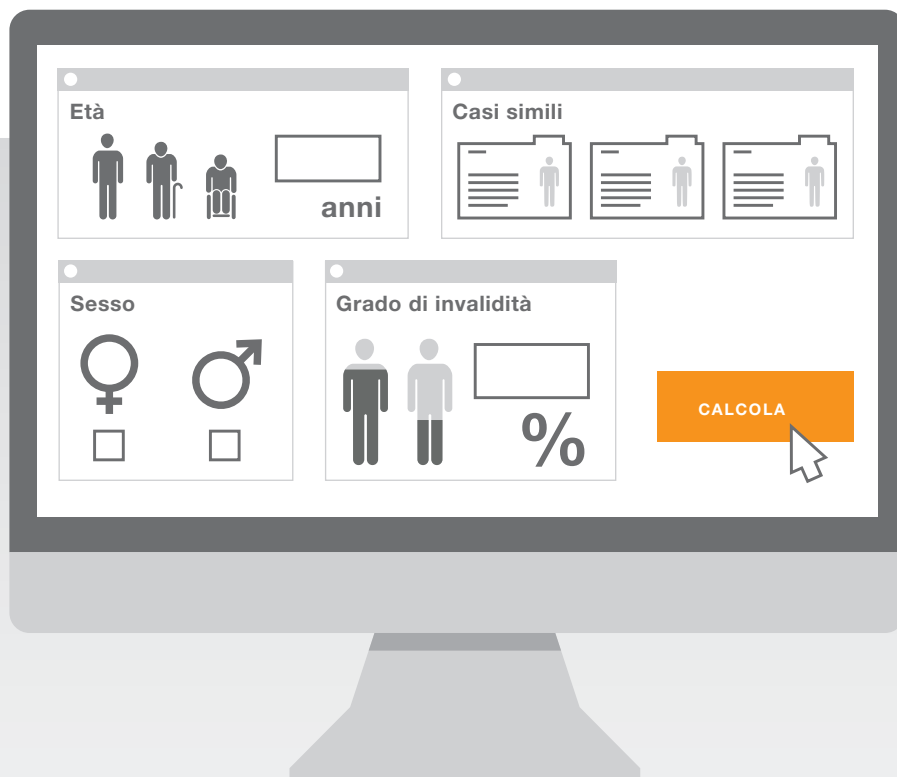 Età
anni
Casi simili
Sesso
Grado di invalidità
%
CALCOLA